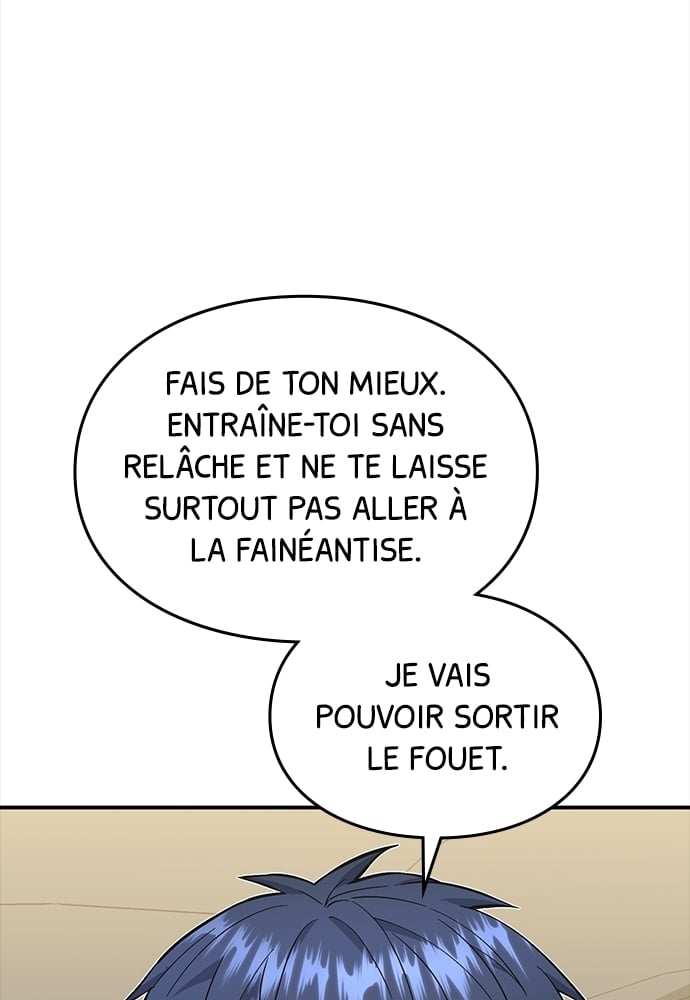 FAIS DE TON MIEUX.
ENTRAÎNE-TOI SANS
RELÂCHE ET NE TE LAISSE
SURTOUT PAS ALLER À
LA FAINÉANTISE.
JE VAIS
POUVOIR SORTIR
LE FOUET.